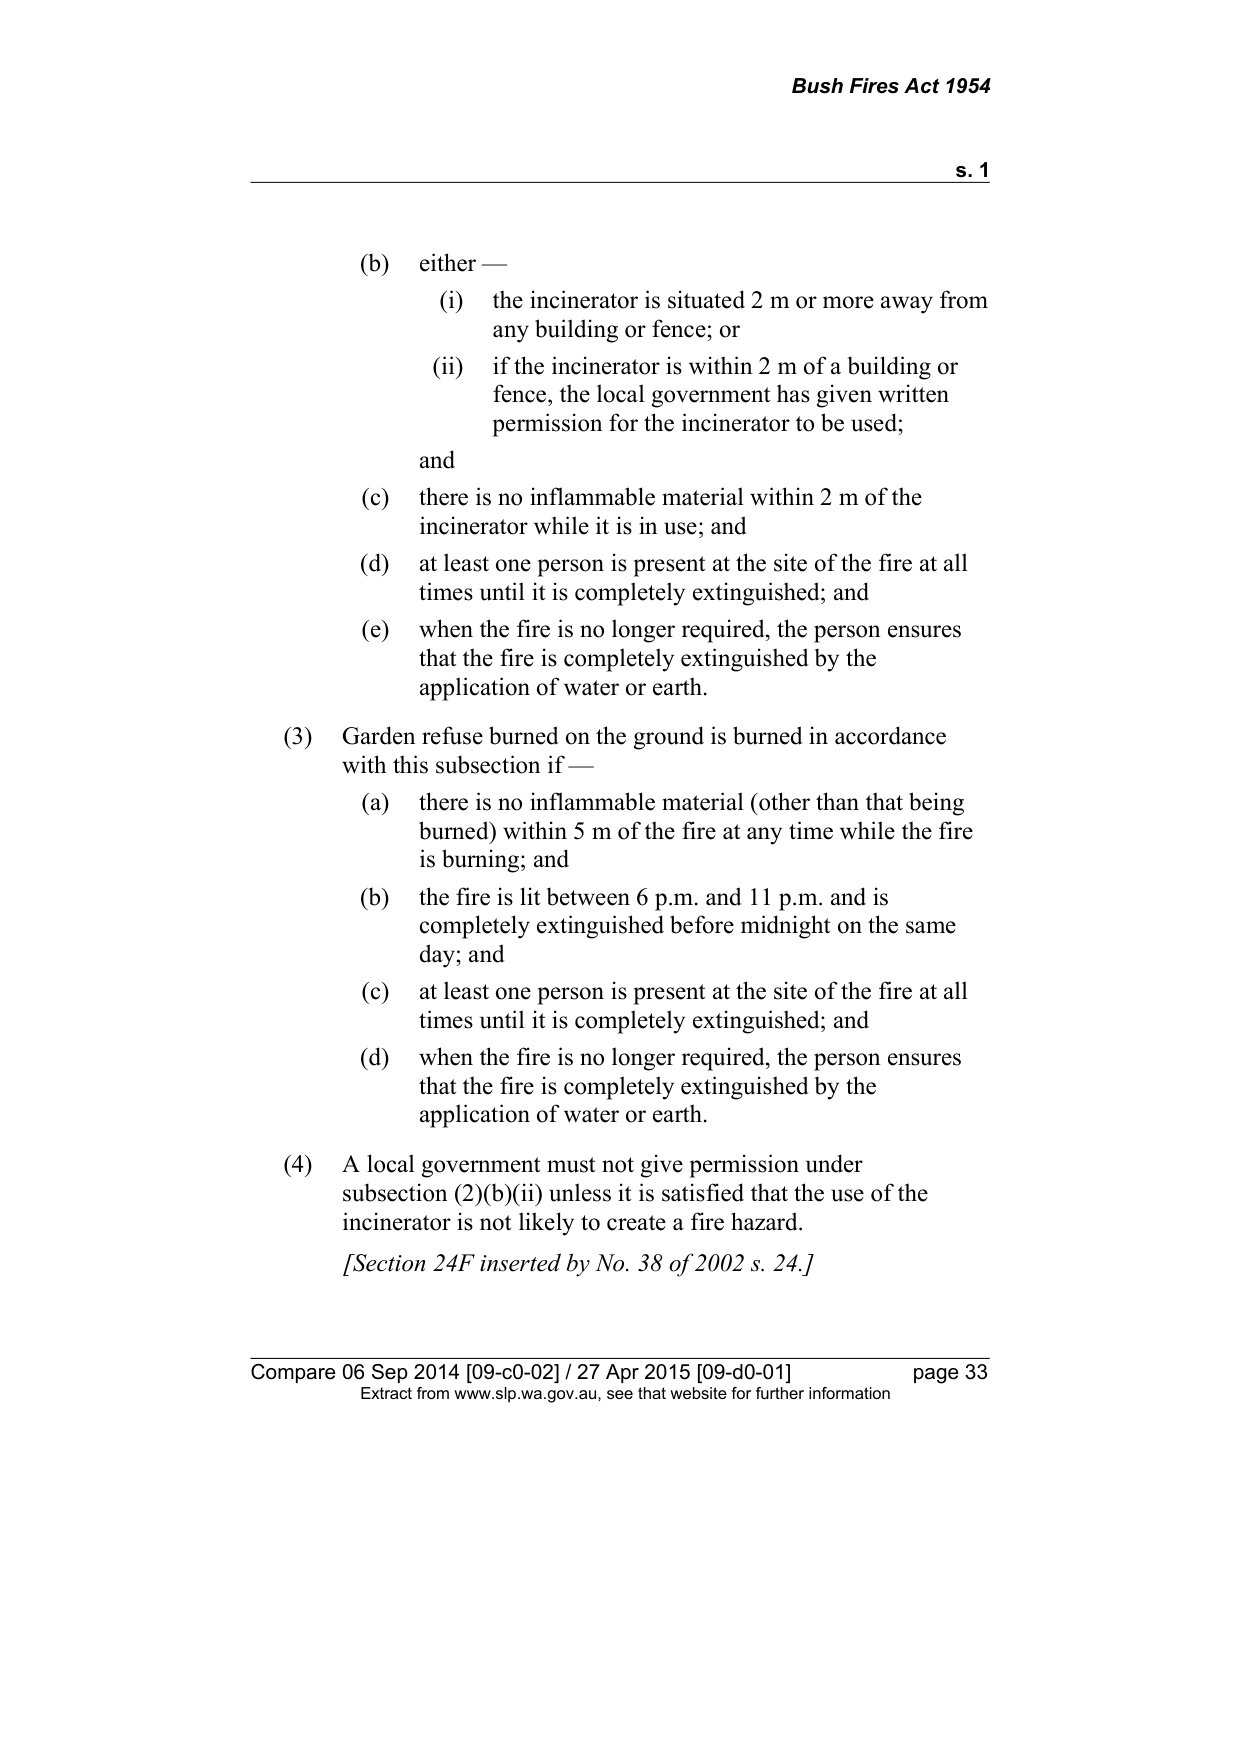 Bush Fires Act 1954
s. 1
(b) either —
(i) the incinerator is situated 2 m or more away from
any building or fence; or
(ii) if the incinerator is within 2 m of a building or
fence, the local government has given written
permission for the incinerator to be used;
and
(c) there is no inflammable material within 2 m of the
incinerator while it is in use; and
(d) at least one person is present at the site of the fire at all
times until it is completely extinguished; and
(e) when the fire is no longer required, the person ensures
that the fire is completely extinguished by the
application of water or earth.
(3) Garden refuse burned on the ground is burned in accordance
with this subsection if —
(a) there is no inflammable material (other than that being
burned) within 5 m of the fire at any time while the fire
is burning; and
(b) the fire is lit between 6 p.m. and 11 p.m. and is
completely extinguished before midnight on the same
day; and
(c) at least one person is present at the site of the fire at all
times until it is completely extinguished; and
(d) when the fire is no longer required, the person ensures
that the fire is completely extinguished by the
application of water or earth.
(4) A local government must not give permission under
subsection (2)(b)(ii) unless it is satisfied that the use of the
incinerator is not likely to create a fire hazard.
[Section 24F inserted by No. 38 of 2002 s. 24.]
Compare 06 Sep 2014 [09-c0-02] / 27 Apr 2015 [09-d0-01] page 33
Extract from www.slp.wa.gov.au, see that website for further information